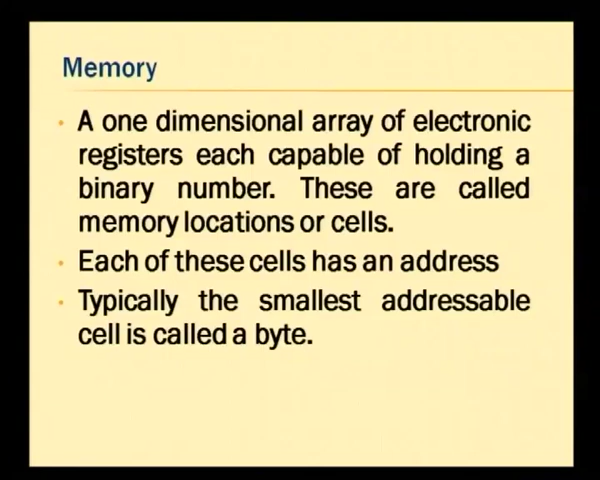 Memory
• A one dimensional array of electronic
registers each capable of holding a
binary number. These are called
memory locations or cells.
• Each of these cells has an address
• Typically the smallest addressable
cell is called a byte.